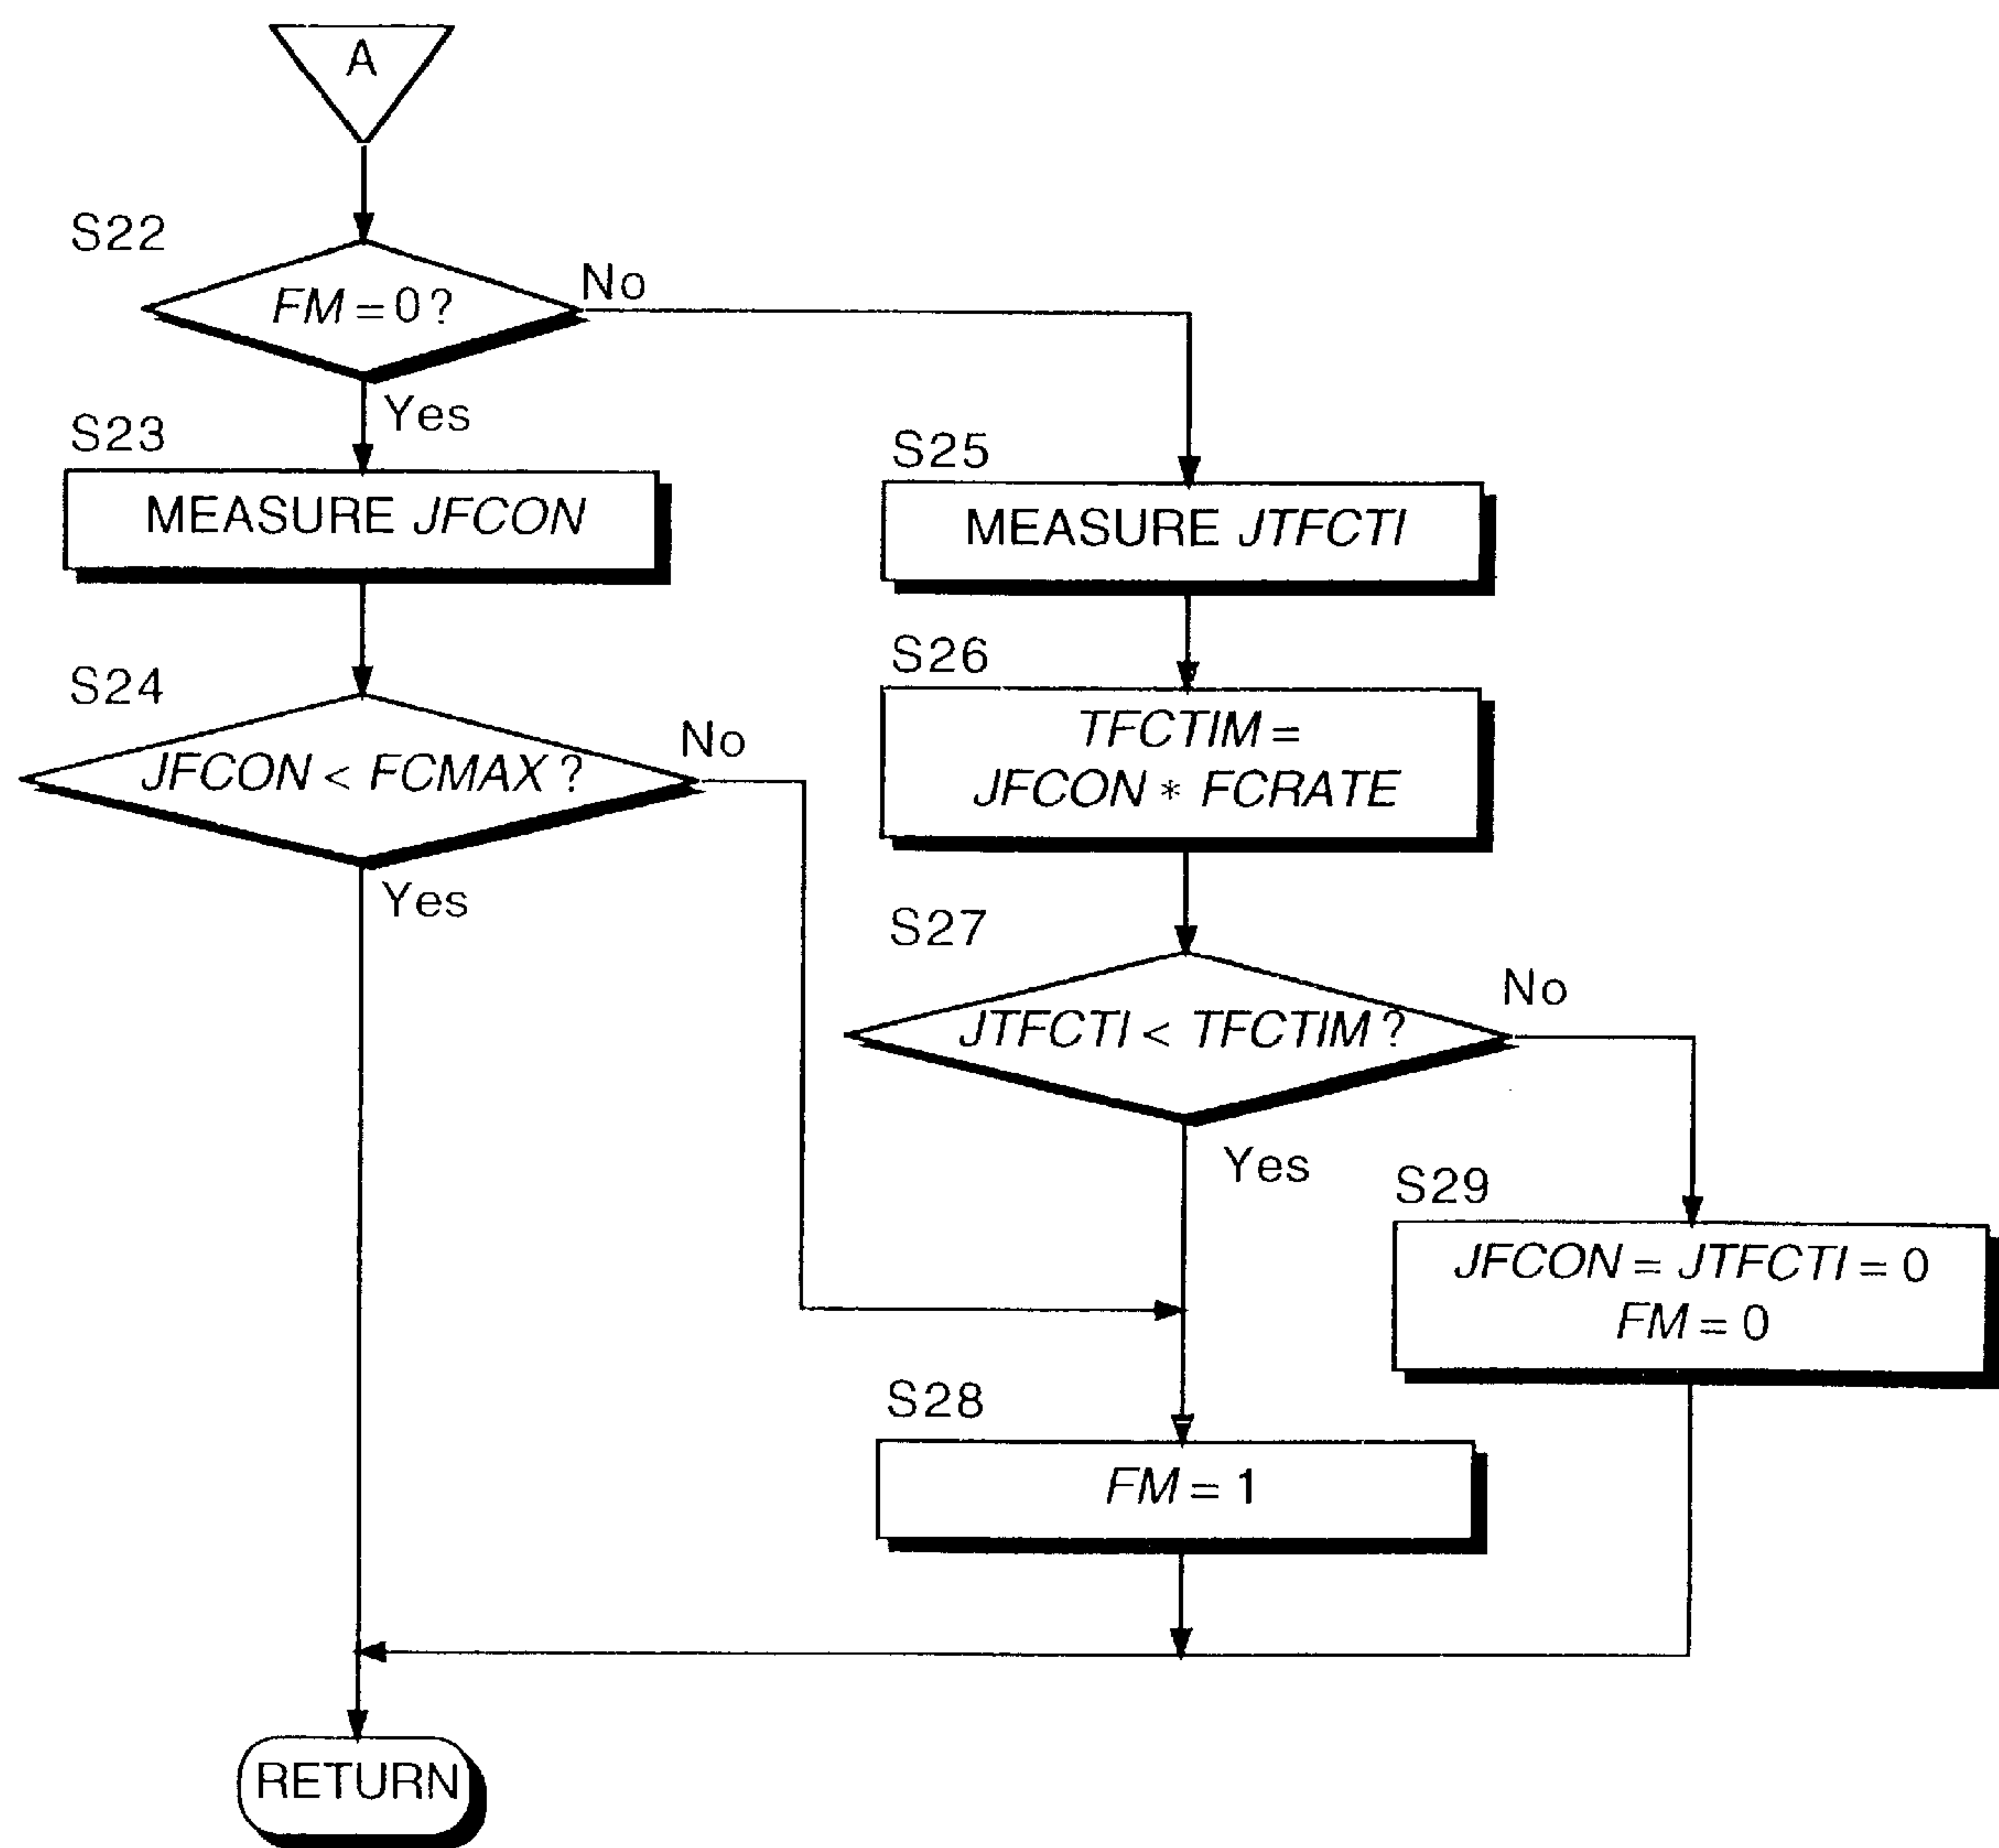 A
S22
FM = 0?
No
Yes
S23
MEASURE JFCON
S24
JFCON < FCMAX?
No
Yes
S25
MEASURE JTFCTI
S26
TFCTIM =
JFCON * FCRATE
S27
JTFCTI < TFCTIM?
No
Yes
S29
JFCON = JTFCTI = 0
FM = 0
S28
FM = 1
RETURN